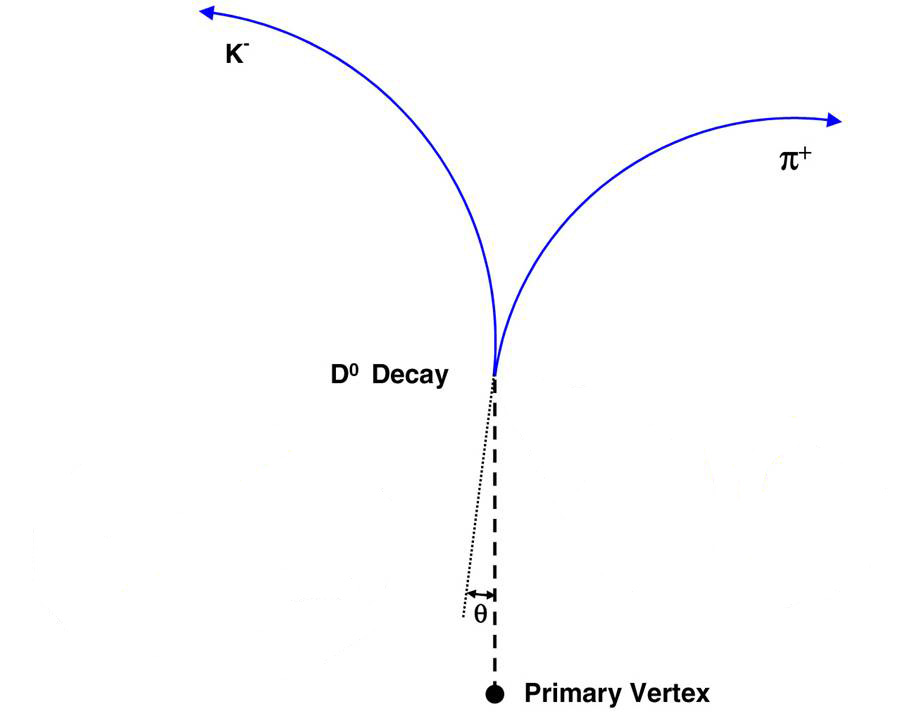 K⁻
π⁺
D⁰ Decay
θ
Primary Vertex